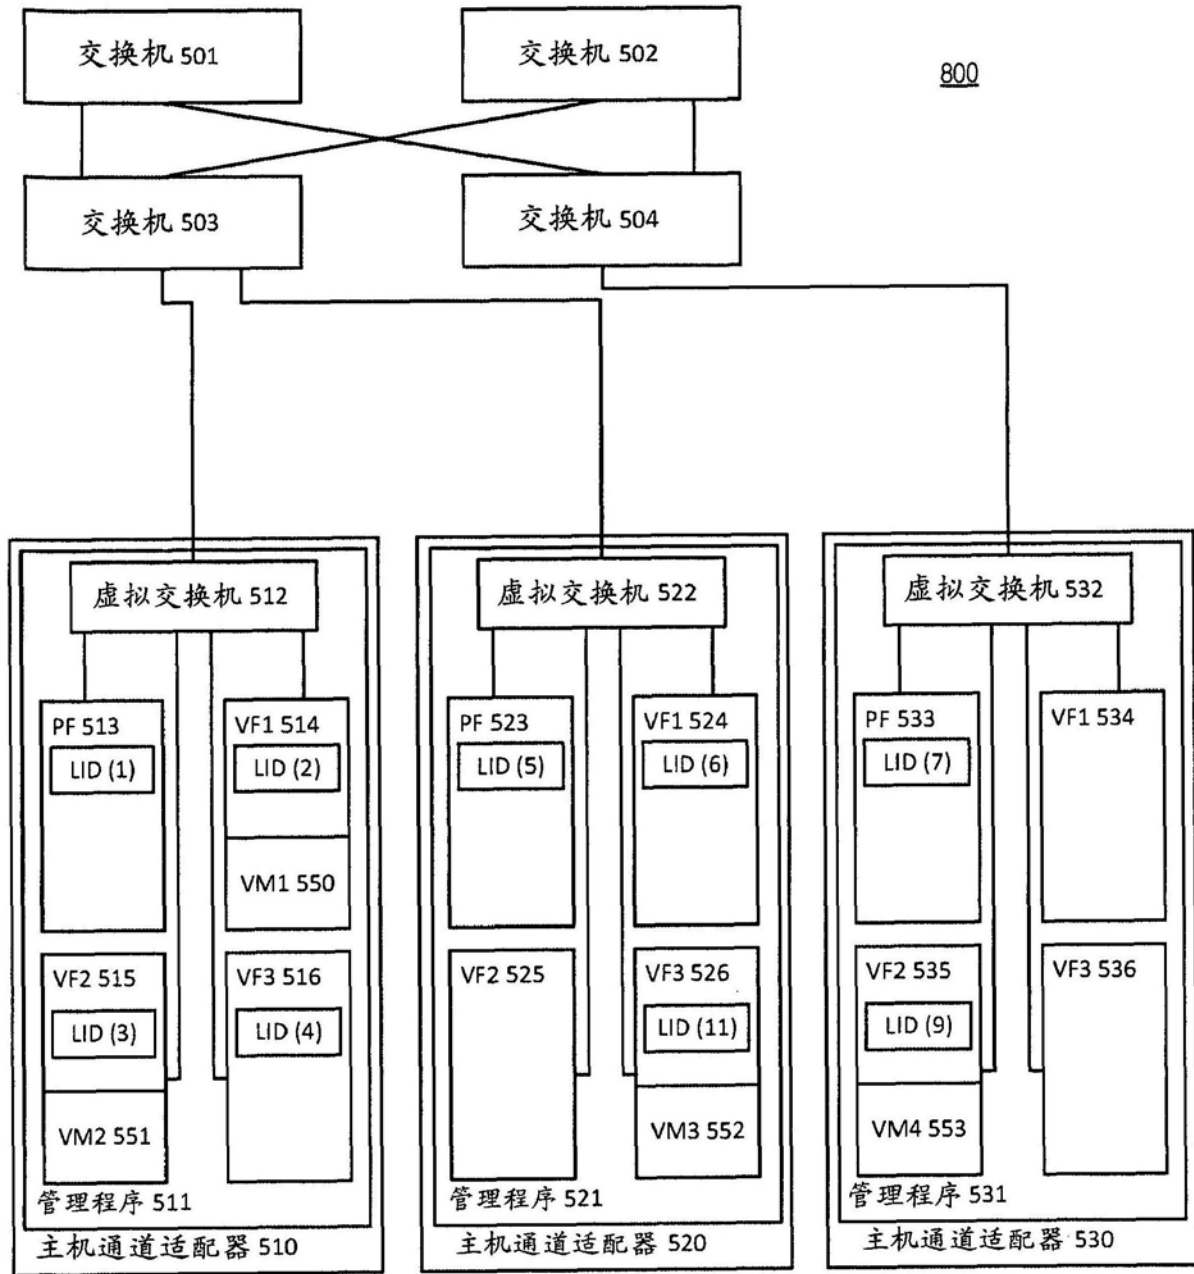 交换机 501
交换机 502
800
交换机 503
交换机 504
虚拟交换机 512
PF 513
LID (1)
VF1 514
LID (2)
VM1 550
VF2 515
LID (3)
VM2 551
VF3 516
LID (4)
管理程序 511
主机通道适配器 510
虚拟交换机 522
PF 523
LID (5)
VF1 524
LID (6)
VF2 525
VF3 526
LID (11)
VM3 552
管理程序 521
主机通道适配器 520
虚拟交换机 532
PF 533
LID (7)
VF1 534
VF2 535
LID (9)
VM4 553
VF3 536
管理程序 531
主机通道适配器 530